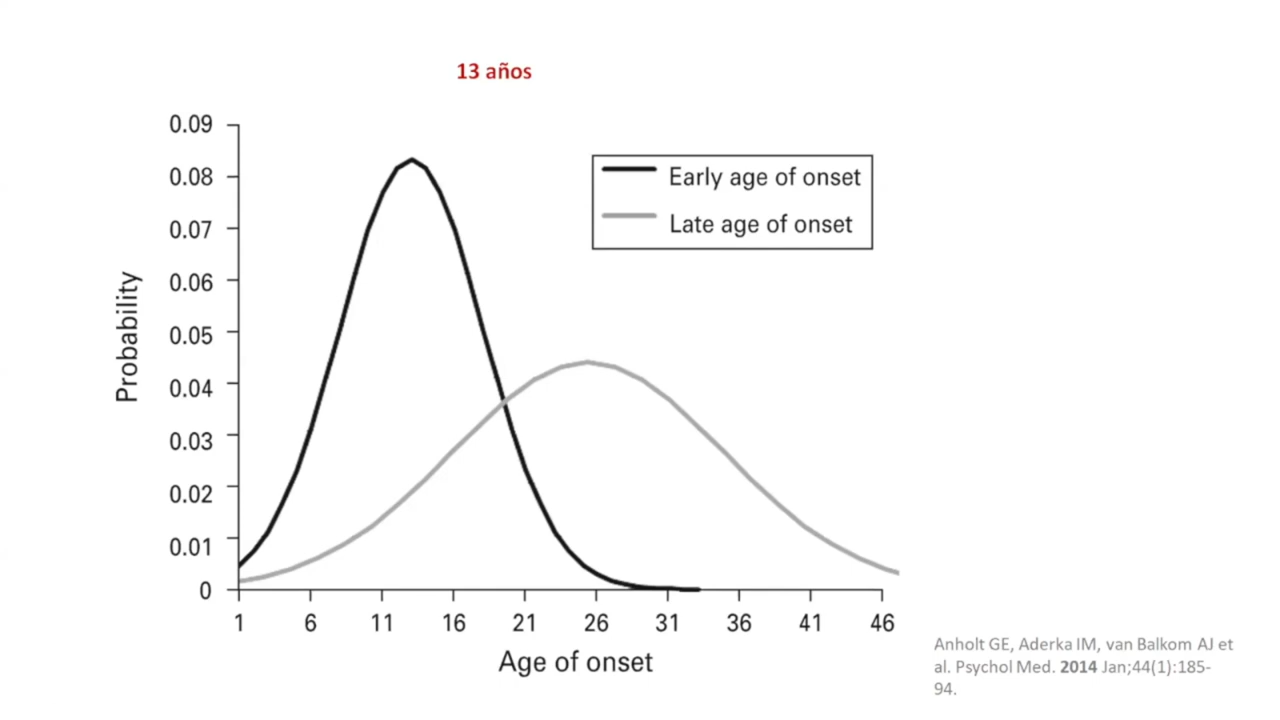 13 años
0.09
0.08
0.07
0.06
0.05
0.04
0.03
0.02
0.01
0
Probability
Early age of onset
Late age of onset
1 6 11 16 21 26 31 36 41 46
Age of onset
Anholt GE, Aderka IM, van Balkom AJ et
al. Psychol Med. 2014 Jan;44(1):185-
94.